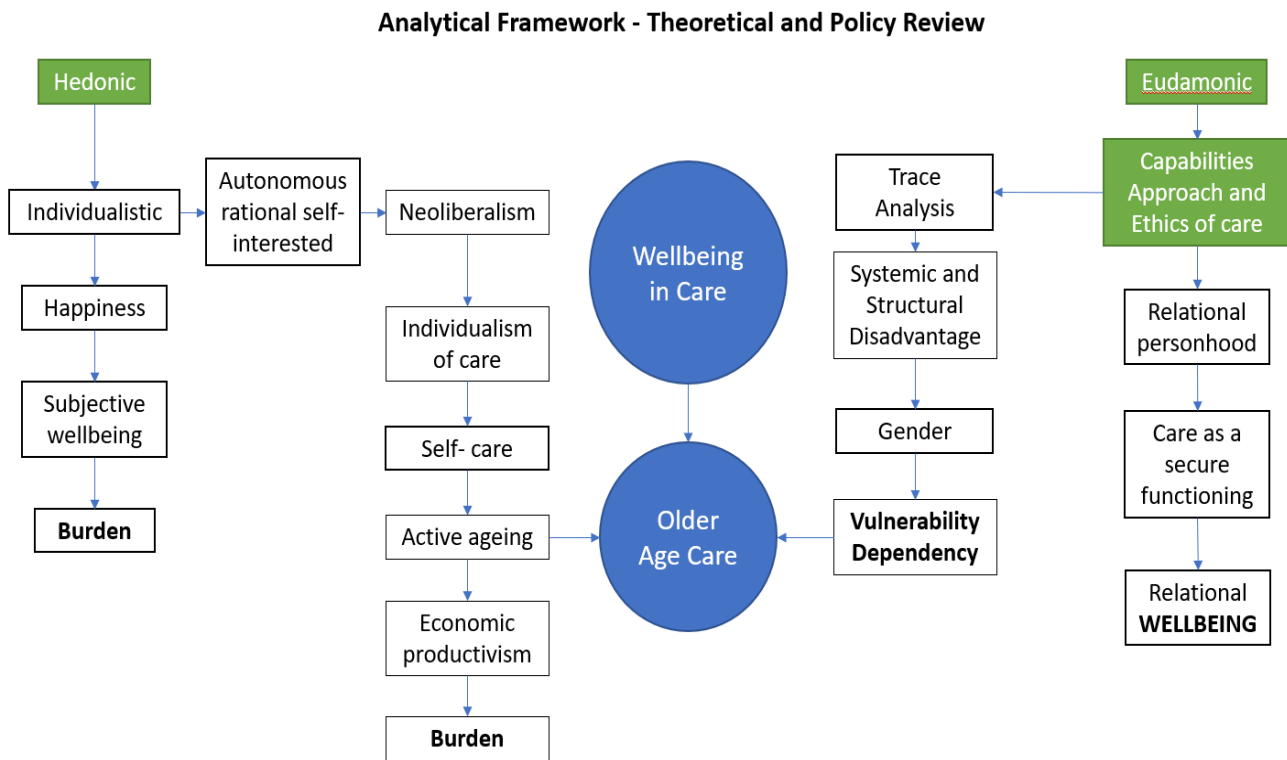 Analytical Framework - Theoretical and Policy Review
Hedonic
Individualistic
Happiness
Subjective
wellbeing
Burden
Autonomous
rational self-
interested
Neoliberalism
Individualism
of care
Self- care
Active ageing
Economic
productivism
Burden
Wellbeing
in Care
Older
Age Care
Trace
Analysis
Systemic and
Structural
Disadvantage
Gender
Vulnerability
Dependency
Eudamonic
Capabilities
Approach and
Ethics of care
Relational
personhood
Care as a
secure
functioning
Relational
WELLBEING